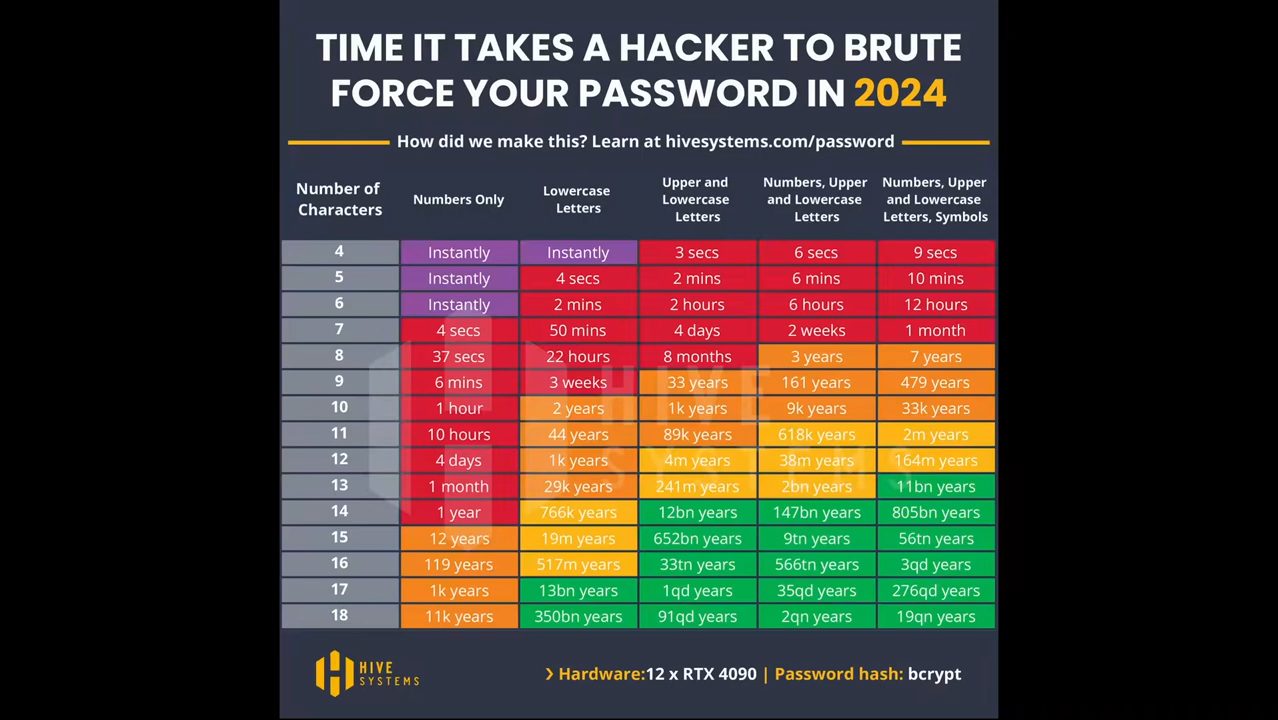 TIME IT TAKES A HACKER TO BRUTE
FORCE YOUR PASSWORD IN 2024
How did we make this? Learn at hivesystems.com/password
Number of Characters Numbers Only Lowercase Letters Upper and Lowercase Letters Numbers, Upper and Lowercase Letters Numbers, Upper and Lowercase Letters, Symbols
4 Instantly Instantly 3 secs 6 secs 9 secs
5 Instantly 4 secs 2 mins 6 mins 10 mins
6 Instantly 2 mins 2 hours 6 hours 12 hours
7 4 secs 50 mins 4 days 2 weeks 1 month
8 37 secs 22 hours 8 months 3 years 7 years
9 6 mins 3 weeks 33 years 161 years 479 years
10 1 hour 2 years 1k years 9k years 33k years
11 10 hours 44 years 89k years 618k years 2m years
12 4 days 1k years 4m years 38m years 164m years
13 1 month 29k years 241m years 2bn years 11bn years
14 1 year 766k years 12bn years 147bn years 805bn years
15 12 years 19m years 652bn years 9tn years 56tn years
16 119 years 517m years 33tn years 566tn years 3qd years
17 1k years 13bn years 1qd years 35qd years 276qd years
18 11k years 350bn years 91qd years 2qn years 19qn years
HIVE
SYSTEMS
HIVE
SYSTEMS
› Hardware:12 x RTX 4090 | Password hash: bcrypt